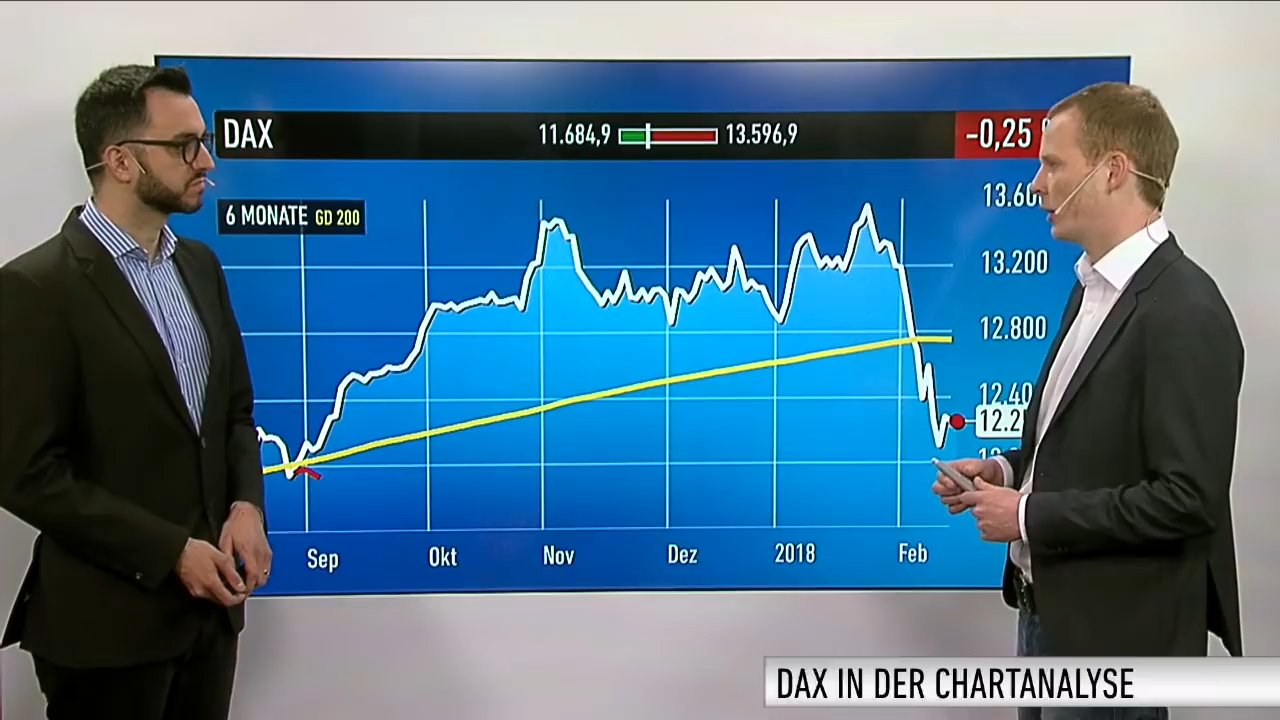 DAX 11.684,9 13.596,9 -0,25
6 MONATE GD 200
13.200
12.800
Sep Okt Nov Dez 2018 Feb
DAX IN DER CHARTANALYSE